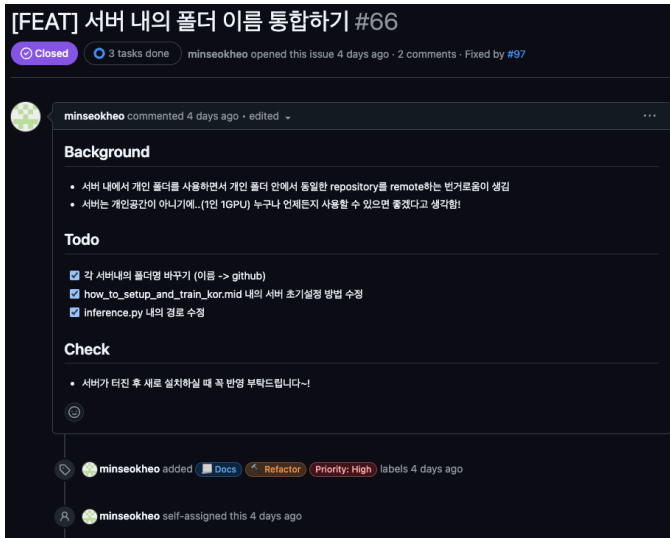 [FEAT] 서버 내의 폴더 이름 통합하기 #66
Closed 3 tasks done minseokheo opened this issue 4 days ago · 2 comments · Fixed by #97
minseokheo commented 4 days ago • edited
Background
• 서버 내에서 개인 폴더를 사용하면서 개인 폴더 안에서 동일한 repository를 remote하는 번거로움이 생김
• 서버는 개인공간이 아니기에..(1인 1GPU) 누구나 언제든지 사용할 수 있으면 좋겠다고 생각함!
Todo
각 서버내의 폴더명 바꾸기 (이름 -> github)
how_to_setup_and_train_kor.mid 내의 서버 초기설정 방법 수정
inference.py 내의 경로 수정
Check
• 서버가 터진 후 새로 설치하실 때 꼭 반영 부탁드립니다~!
minseokheo added Docs Refactor Priority: High labels 4 days ago
minseokheo self-assigned this 4 days ago